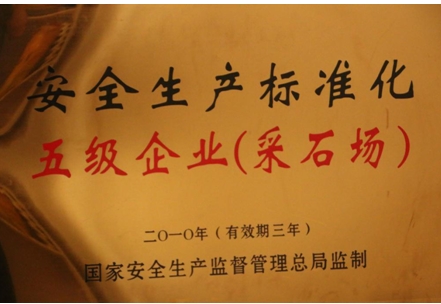 安全生产标准化
五级企业(采石场)
二〇一〇年(有效期三年)
国家安全生产监督管理总局监制